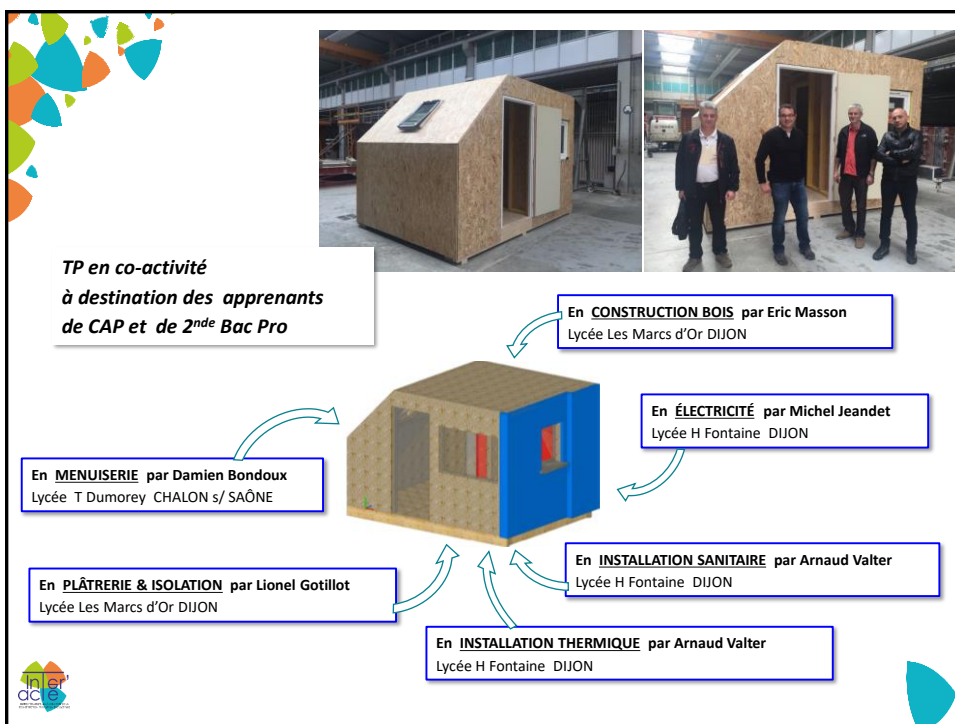 TP en co-activité
à destination des apprenants
de CAP et de 2nde Bac Pro
En CONSTRUCTION BOIS par Eric Masson
Lycée Les Marcs d'Or DIJON
En ÉLECTRICITÉ par Michel Jeandet
Lycée H Fontaine DIJON
En MENUISERIE par Damien Bondoux
Lycée T Dumorey CHALON s/ SAÔNE
En INSTALLATION SANITAIRE par Arnaud Valter
Lycée H Fontaine DIJON
En PLÂTRERIE & ISOLATION par Lionel Gotillot
Lycée Les Marcs d'Or DIJON
En INSTALLATION THERMIQUE par Arnaud Valter
Lycée H Fontaine DIJON
Inter'
acte